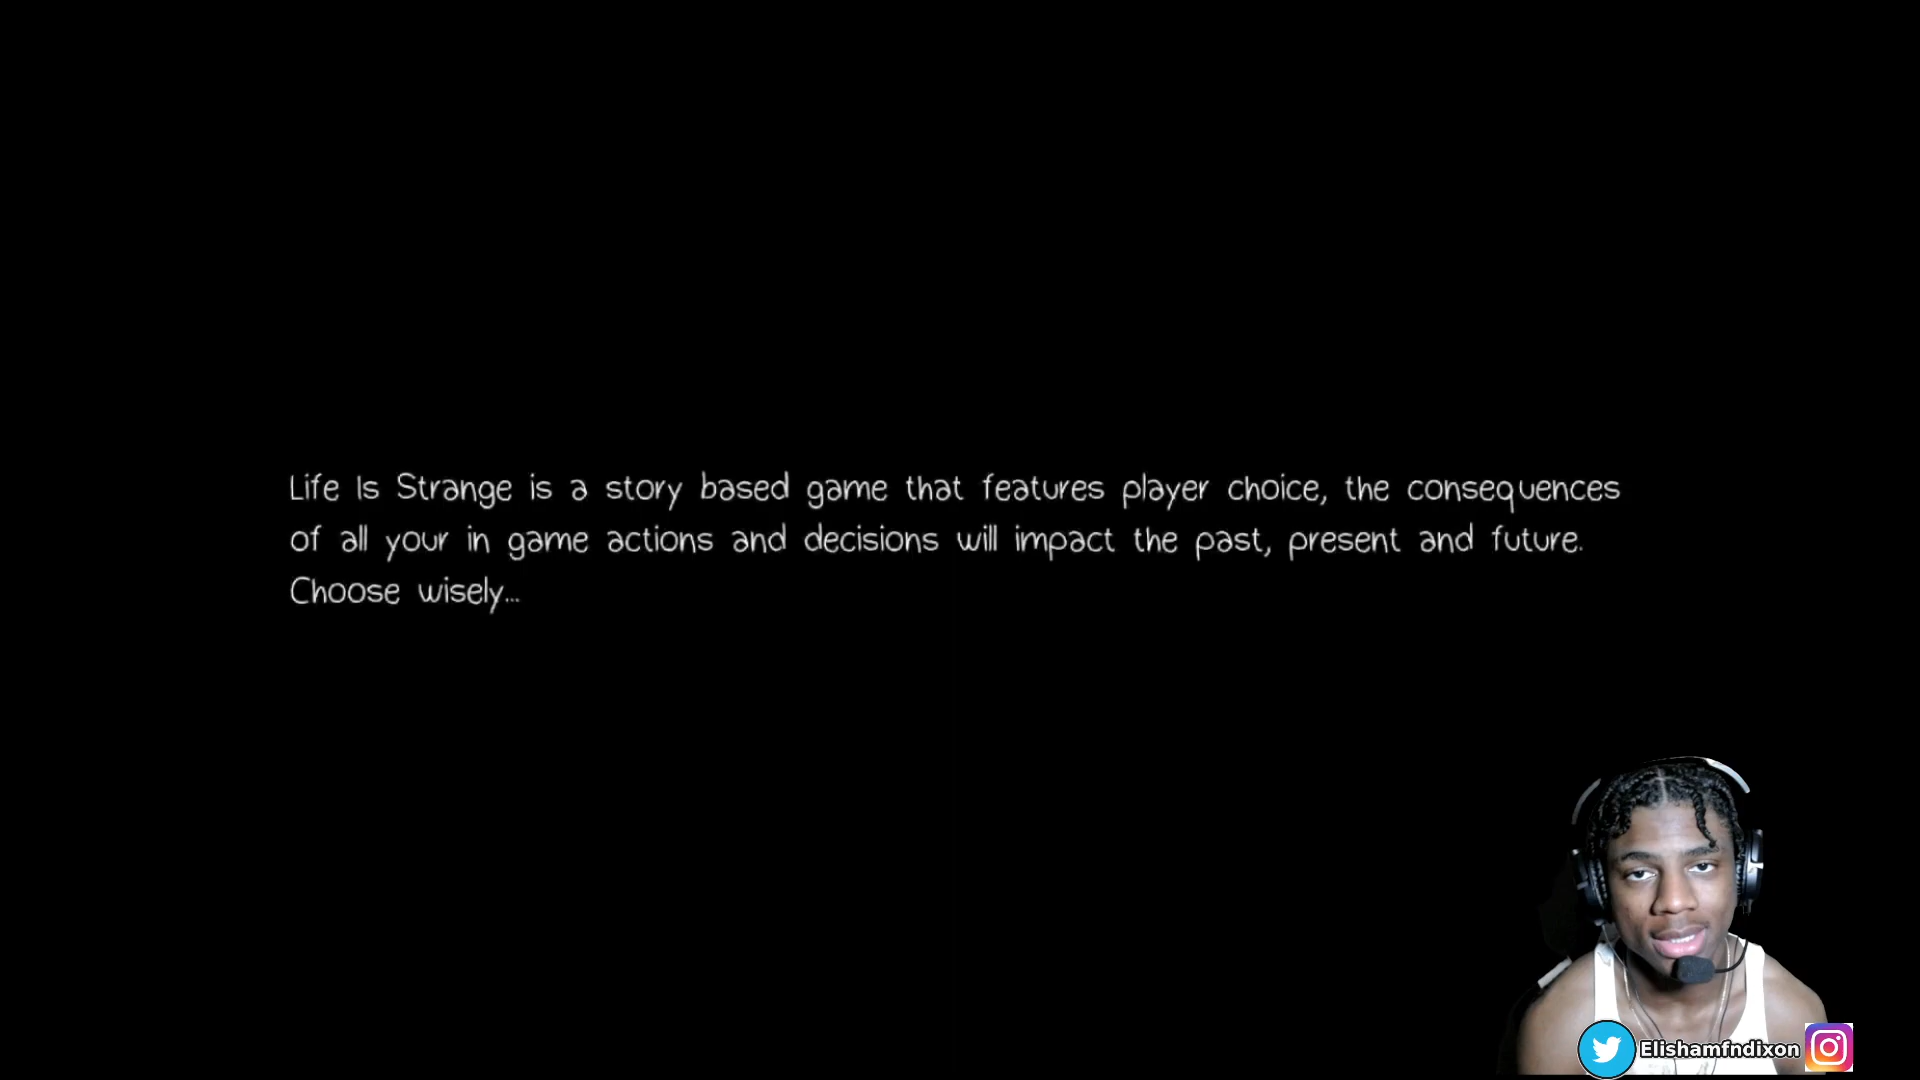 Life Is Strange is a story based game that features player choice, the consequences
of all your in game actions and decisions will impact the past, present and future.
Choose wisely...
Elishamfndixon